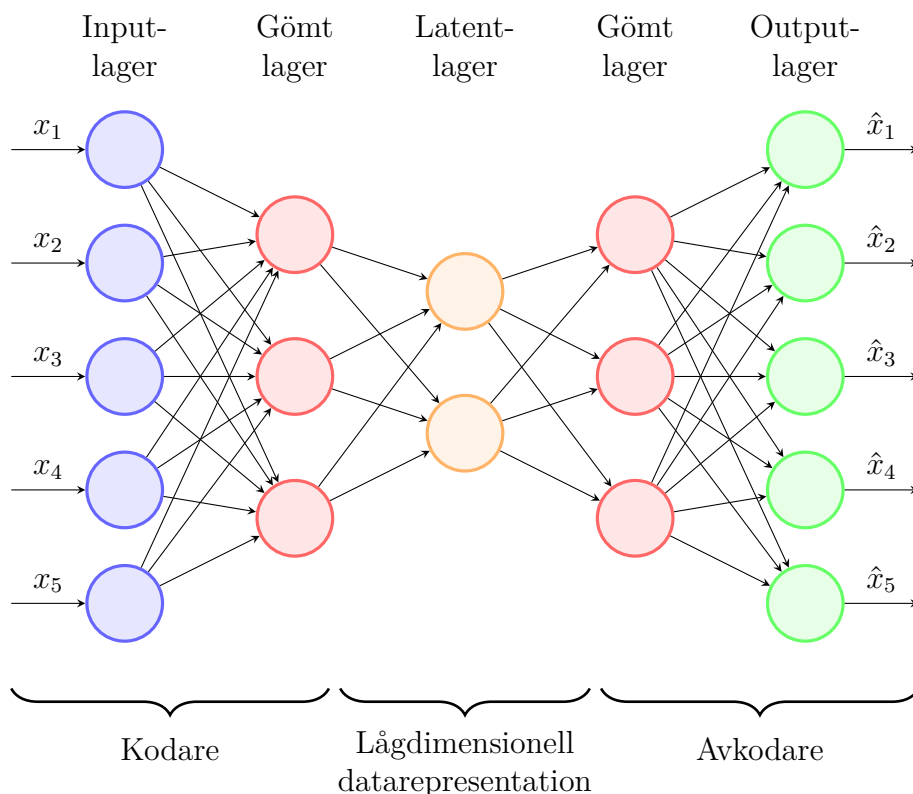 Input-
lager
Gömt
lager
Latent-
lager
Gömt
lager
Output-
lager
x₁
x̂₁
x₂
x̂₂
x₃
x̂₃
x₄
x̂₄
x₅
x̂₅
Kodare
Lågdimensionell
datarepresentation
Avkodare